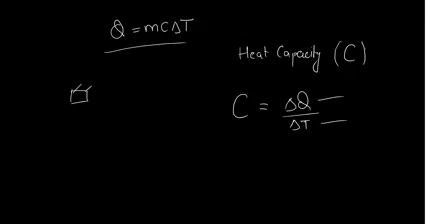 Q = mCΔT
Heat Capacity (C)
C = ΔQ/ΔT